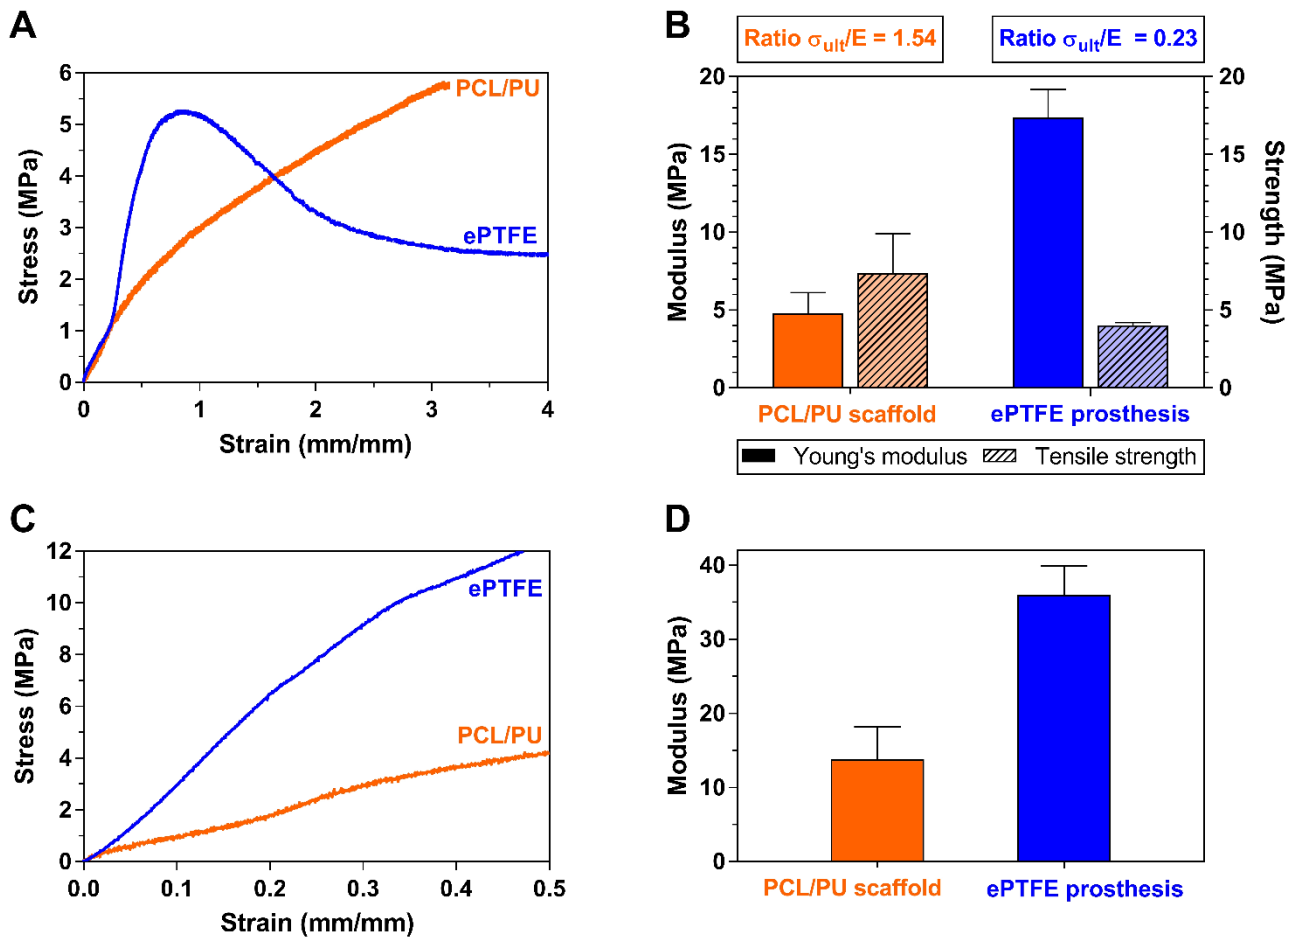 A
6
5
4
3
2
1
0
Stress (MPa)
PCL/PU
ePTFE
0 1 2 3 4
Strain (mm/mm)
B
Ratio σult/E = 1.54
Ratio σult/E = 0.23
20
15
10
5
0
Modulus (MPa)
20
15
10
5
0
Strength (MPa)
PCL/PU scaffold
ePTFE prosthesis
Young's modulus
Tensile strength
C
12
10
8
6
4
2
0
Stress (MPa)
ePTFE
PCL/PU
0.0 0.1 0.2 0.3 0.4 0.5
Strain (mm/mm)
D
40
30
20
10
0
Modulus (MPa)
PCL/PU scaffold
ePTFE prosthesis